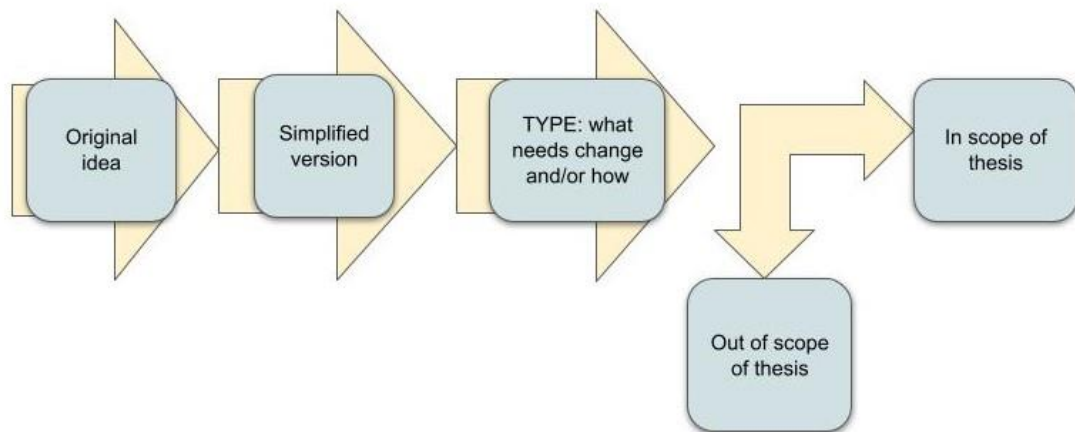 Original
idea
Simplified
version
TYPE: what
needs change
and/or how
In scope of
thesis
Out of scope
of thesis